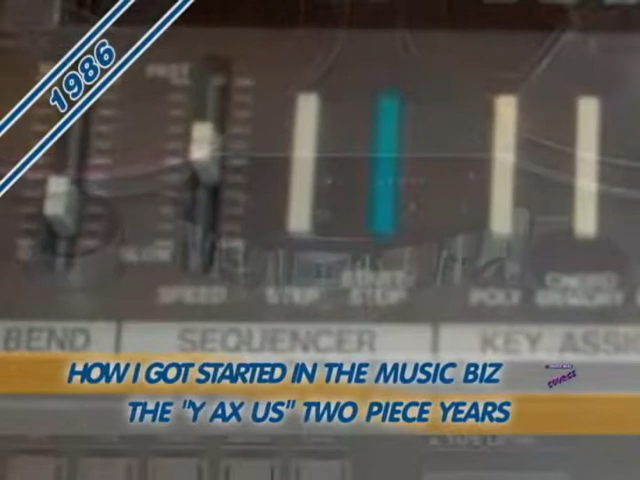 1986
FAST
SLOW
SPEED STEP START/ STOP POLY CHORD MEMORY
BEND SEQUENCER KEY ASSI
HOW I GOT STARTED IN THE MUSIC BIZ
THE "Y AX US" TWO PIECE YEARS